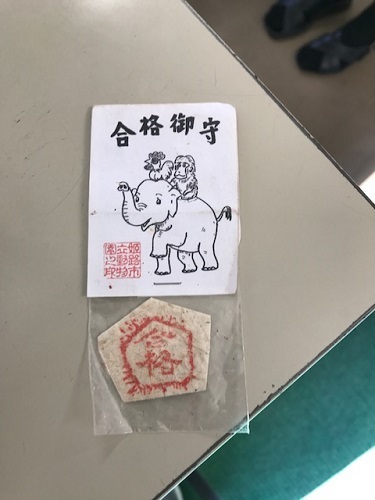 合格御守
姫路市
立動物
園之印
合格